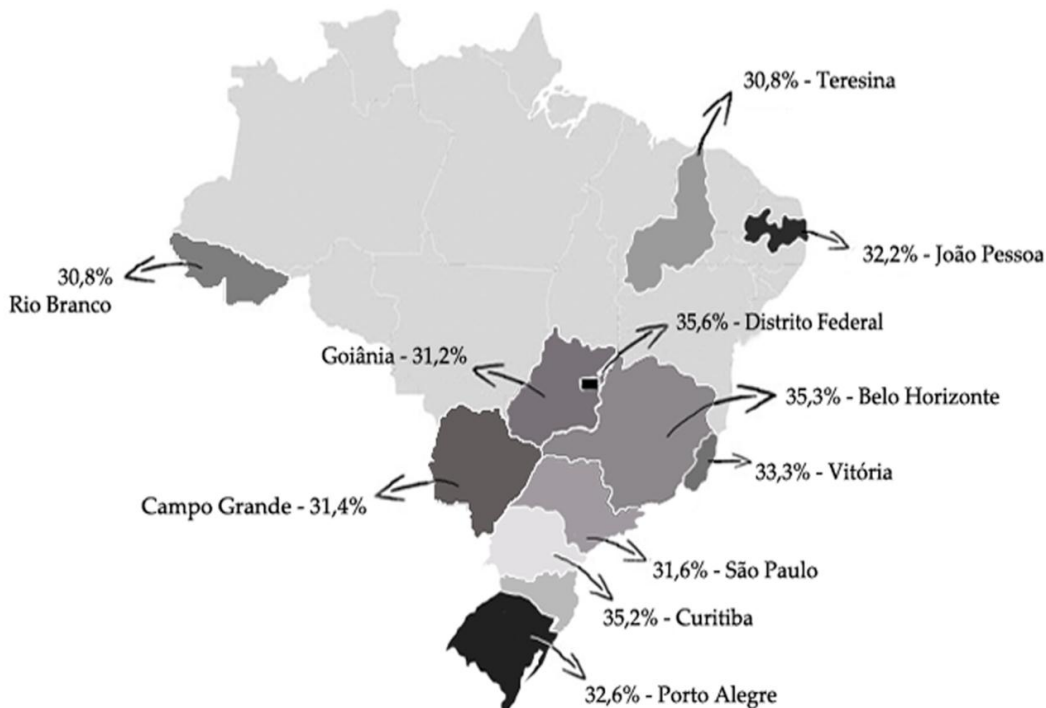 30,8% - Teresina
32,2% - João Pessoa
30,8%
Rio Branco
35,6% - Distrito Federal
Goiânia - 31,2%
35,3% - Belo Horizonte
33,3% - Vitória
Campo Grande - 31,4%
31,6% - São Paulo
35,2% - Curitiba
32,6% - Porto Alegre